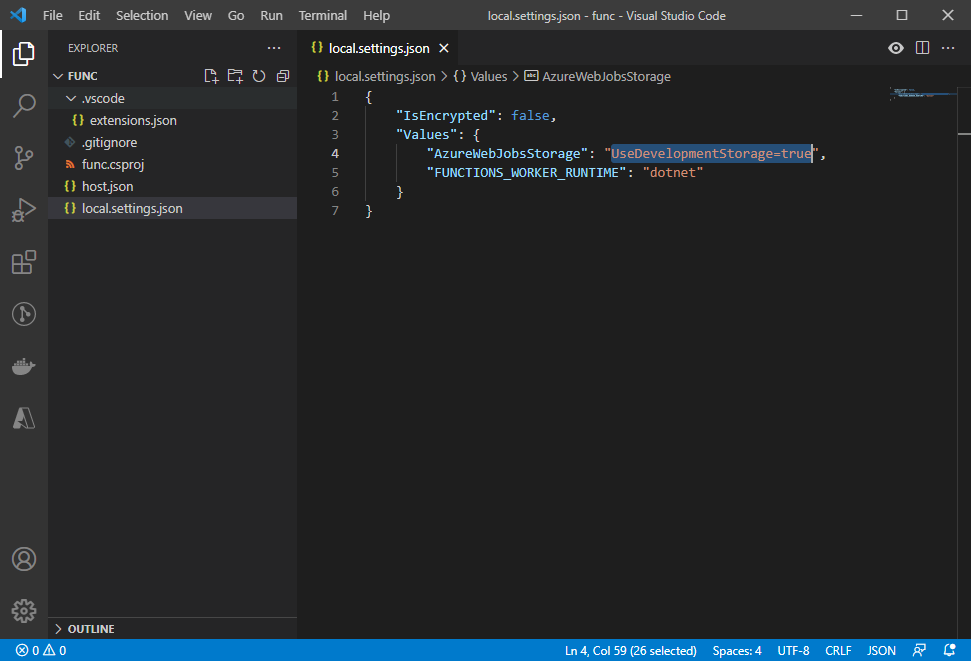 File Edit Selection View Go Run Terminal Help local.settings.json - func - Visual Studio Code
EXPLORER
FUNC
.vscode
{} extensions.json
.gitignore
func.csproj
{} host.json
{} local.settings.json
OUTLINE
{} local.settings.json
{} local.settings.json > {} Values > abc AzureWebJobsStorage
1 {
2 "IsEncrypted": false,
3 "Values": {
4 "AzureWebJobsStorage": "UseDevelopmentStorage=true",
5 "FUNCTIONS_WORKER_RUNTIME": "dotnet"
6 }
7 }
0 0 Ln 4, Col 59 (26 selected) Spaces: 4 UTF-8 CRLF JSON